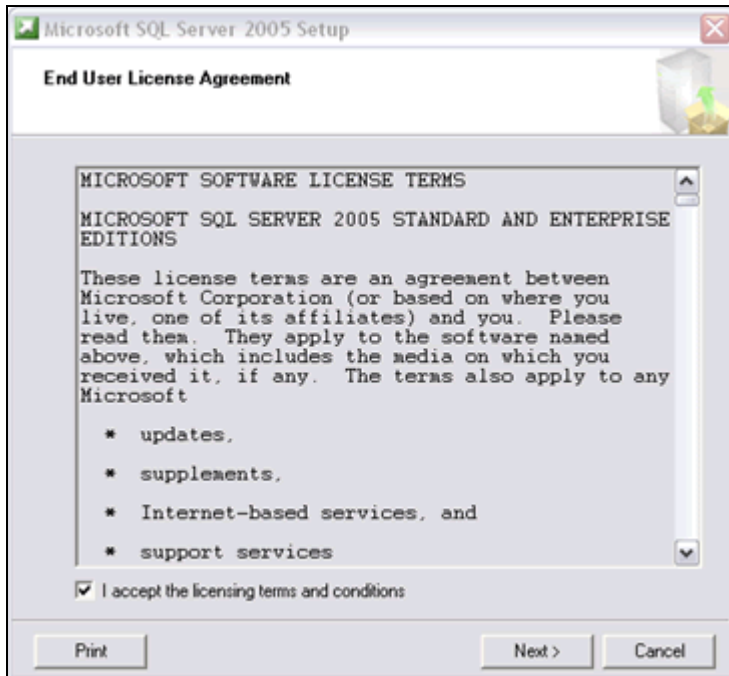 Microsoft SQL Server 2005 Setup
End User License Agreement
MICROSOFT SOFTWARE LICENSE TERMS
MICROSOFT SQL SERVER 2005 STANDARD AND ENTERPRISE
EDITIONS
These license terms are an agreement between
Microsoft Corporation (or based on where you
live, one of its affiliates) and you.  Please
read them.  They apply to the software named
above, which includes the media on which you
received it, if any.  The terms also apply to any
Microsoft
* updates,
* supplements,
* Internet-based services, and
* support services
I accept the licensing terms and conditions
Print Next > Cancel